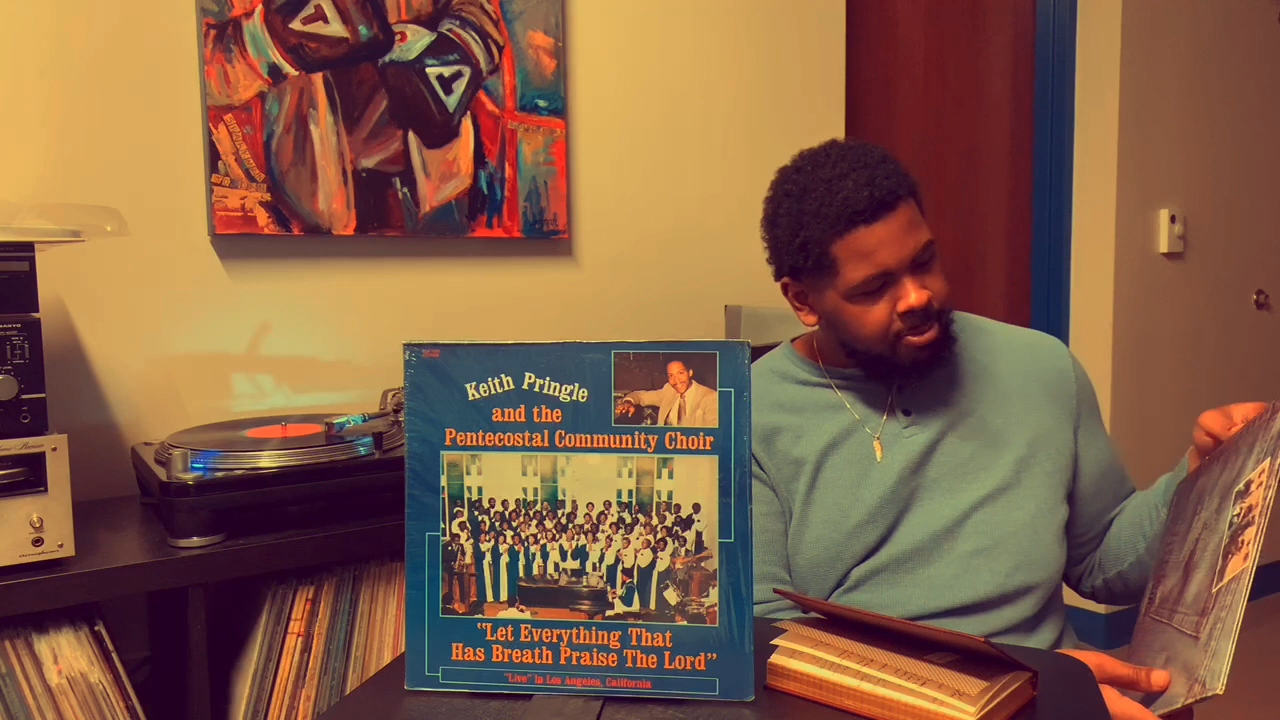 T
Y
SANYO
Keith Pringle
and the
Pentecostal Community Choir
"Let Everything That
Has Breath Praise The Lord"
"Live" in Los Angeles, California